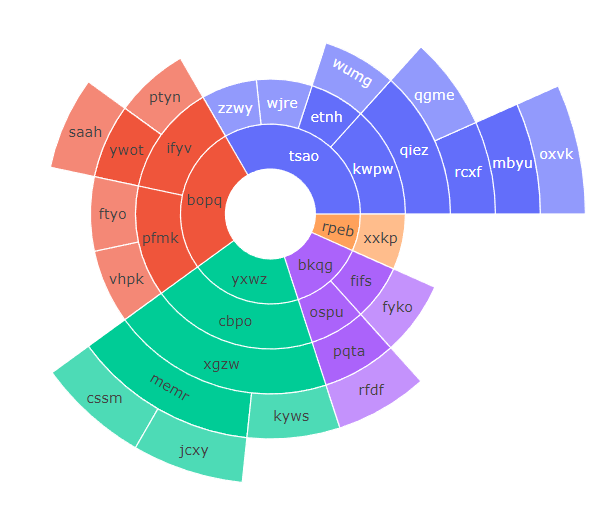 wumg
qgme
ptyn
zzwy
wjre
etnh
saah
ywot
ifyv
tsao
kwpw
qiez
rcxf
mbyu
oxvk
bopq
ftyo
pfmk
rpeb
xxkp
vhpk
yxwz
bkqg
fifs
fyko
cbpo
ospu
xgzw
pqta
memr
rfdf
cssm
kyws
jcxy